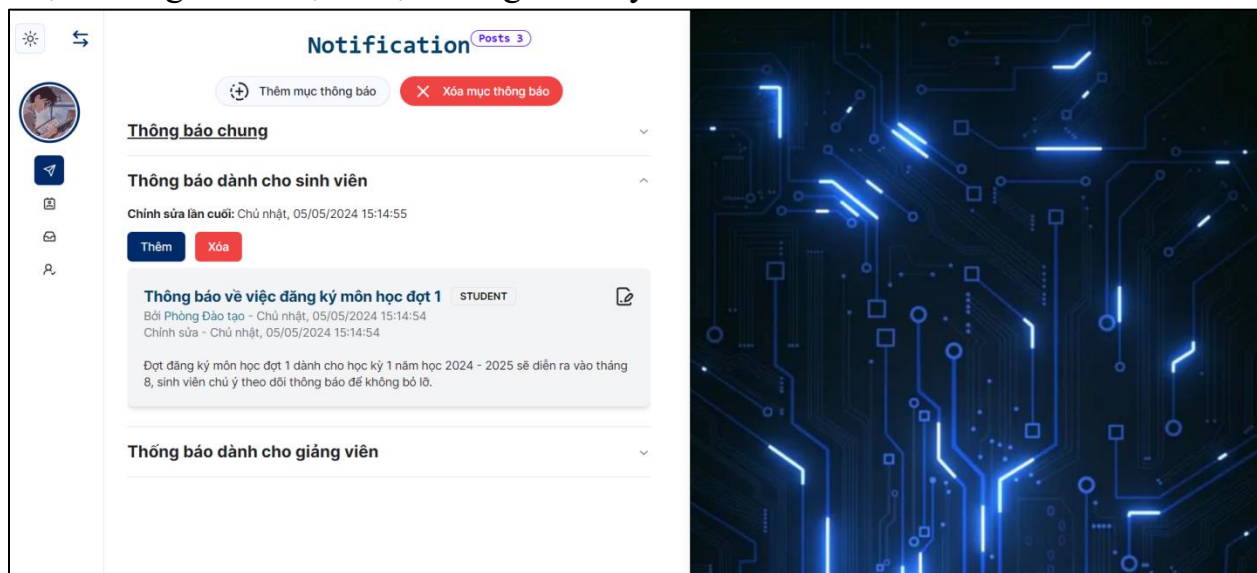 Notification Posts 3
Thêm mục thông báo Xóa mục thông báo
Thông báo chung
Thông báo dành cho sinh viên
Chỉnh sửa lần cuối: Chủ nhật, 05/05/2024 15:14:55
Thêm Xóa
Thông báo về việc đăng ký môn học đợt 1 STUDENT
Bởi Phòng Đào tạo - Chủ nhật, 05/05/2024 15:14:54
Chỉnh sửa - Chủ nhật, 05/05/2024 15:14:54
Đợt đăng ký môn học đợt 1 dành cho học kỳ 1 năm học 2024 - 2025 sẽ diễn ra vào tháng
8, sinh viên chú ý theo dõi thông báo để không bỏ lỡ.
Thống báo dành cho giảng viên